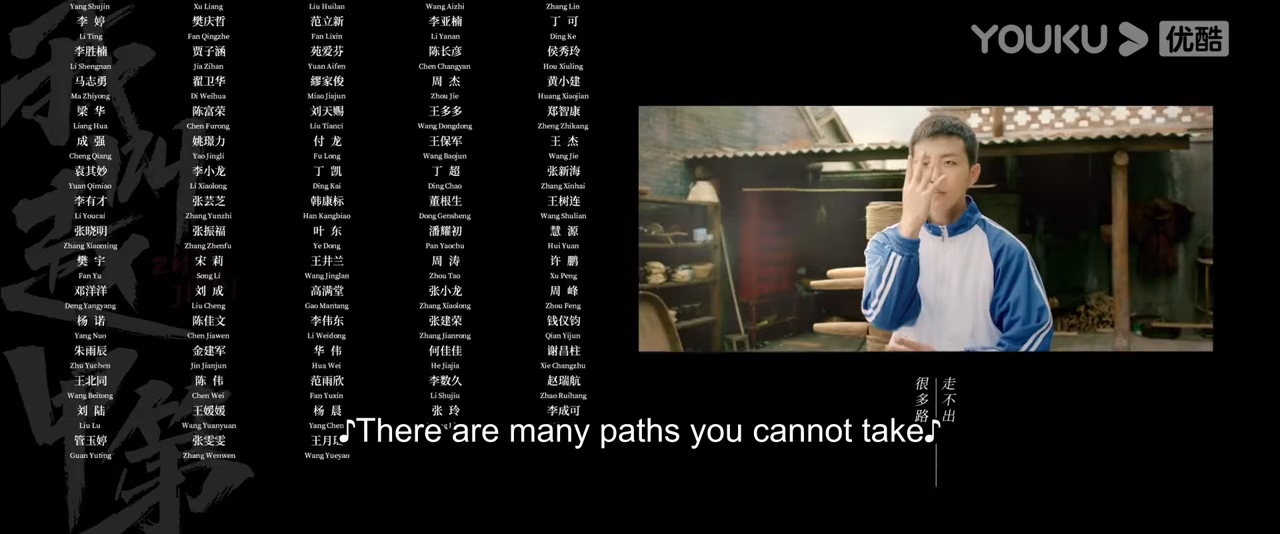 Yang Shujin
Xu Liang
Liu Huilan
Wang Aizhi
Zhang Lin
李 婷
樊庆哲
范立新
李亚楠
丁 可
Li Ting
Fan Qingzhe
Fan Lixin
Li Yanan
Ding Ke
李胜楠
贾子涵
苑爱芬
陈长彦
侯秀玲
Li Shengnan
Jia Zihan
Yuan Aifen
Chen Changyan
Hou Xiuling
马志勇
翟卫华
繆家俊
周 杰
黄小建
Ma Zhiyong
Di Weihua
Miao Jiajun
Zhou Jie
Huang Xiaojian
梁 华
陈富荣
刘天赐
王多多
郑智康
Liang Hua
Chen Furong
Liu Tianci
Wang Dongdong
Zheng Zhikang
成 强
姚璟力
付 龙
王保军
王 杰
Cheng Qiang
Yao Jingli
Fu Long
Wang Baojun
Wang Jie
袁其妙
李小龙
丁 凯
丁 超
张新海
Yuan Qimiao
Li Xiaolong
Ding Kai
Ding Chao
Zhang Xinhai
李有才
张芸芝
韩康标
董根生
王树连
Li Youcai
Zhang Yunzhi
Han Kangbiao
Dong Gensheng
Wang Shulian
张晓明
张振福
叶 东
潘耀初
慧 源
Zhang Xiaoming
Zhang Zhenfu
Ye Dong
Pan Yaochu
Hui Yuan
樊 宇
宋 莉
王井兰
周 涛
许 鹏
Fan Yu
Song Li
Wang Jinglan
Zhou Tao
Xu Peng
邓洋洋
刘 成
高满堂
张小龙
周 峰
Deng Yangyang
Liu Cheng
Gao Mantang
Zhang Xiaolong
Zhou Feng
杨 诺
陈佳文
李伟东
张建荣
钱仪钧
Yang Nuo
Chen Jiawen
Li Weidong
Zhang Jianrong
Qian Yijun
朱雨辰
金建军
华 伟
何佳佳
谢昌柱
Zhu Yuchen
Jin Jianjun
Hua Wei
He Jiajia
Xie Changzhu
王北同
陈 伟
范雨欣
李数久
赵瑞航
Wang Beitong
Chen Wei
Fan Yuxin
Li Shujiu
Zhao Ruihang
刘 陆
王媛媛
杨 晨
张 玲
李成可
Liu Lu
Wang Yuanyuan
Yang Chen
管玉婷
张雯雯
Guan Yuting
Zhang Wenwen
Wang Yueyao
YOUKU 优酷
走不出
很多路
♪There are many paths you cannot take♪
我叫赵甲第